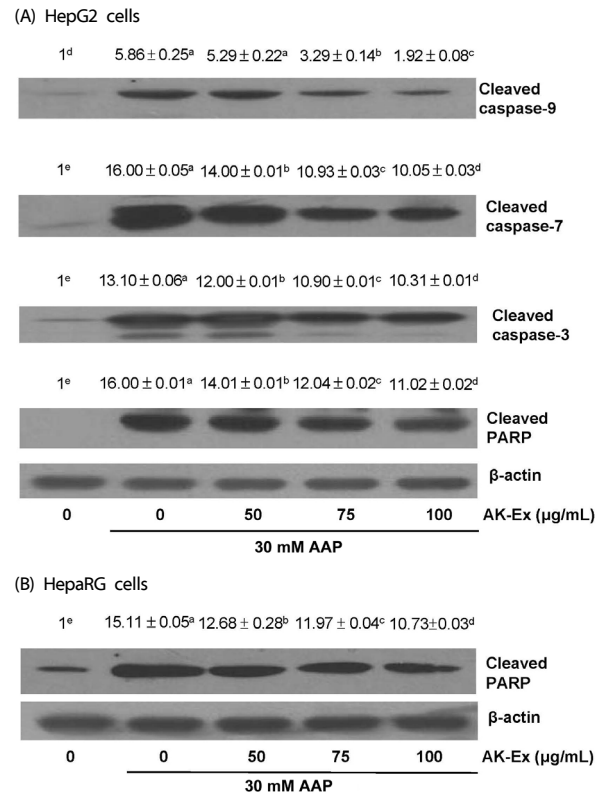 (A) HepG2 cells
1ᵈ 5.86±0.25ᵃ 5.29±0.22ᵃ 3.29±0.14ᵇ 1.92±0.08ᶜ
Cleaved
caspase-9
1ᵉ 16.00±0.05ᵃ 14.00±0.01ᵇ 10.93±0.03ᶜ 10.05±0.03ᵈ
Cleaved
caspase-7
1ᵉ 13.10±0.06ᵃ 12.00±0.01ᵇ 10.90±0.01ᶜ 10.31±0.01ᵈ
Cleaved
caspase-3
1ᵉ 16.00±0.01ᵃ 14.01±0.01ᵇ 12.04±0.02ᶜ 11.02±0.02ᵈ
Cleaved
PARP
β-actin
0 0 50 75 100 AK-Ex (μg/mL)
30 mM AAP
(B) HepaRG cells
1ᵉ 15.11±0.05ᵃ 12.68±0.28ᵇ 11.97±0.04ᶜ 10.73±0.03ᵈ
Cleaved
PARP
β-actin
0 0 50 75 100 AK-Ex (μg/mL)
30 mM AAP